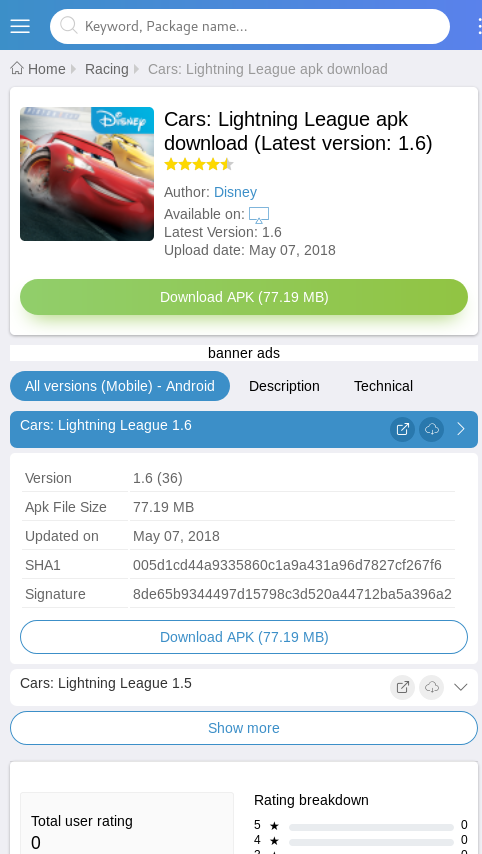 Keyword, Package name...
Home Racing Cars: Lightning League apk download
Disney
Cars: Lightning League apk
download (Latest version: 1.6)
Author: Disney
Available on:
Latest Version: 1.6
Upload date: May 07, 2018
Download APK (77.19 MB)
banner ads
All versions (Mobile) - Android Description Technical
Cars: Lightning League 1.6
Version 1.6 (36)
Apk File Size 77.19 MB
Updated on May 07, 2018
SHA1 005d1cd44a9335860c1a9a431a96d7827cf267f6
Signature 8de65b9344497d15798c3d520a44712ba5a396a2
Download APK (77.19 MB)
Cars: Lightning League 1.5
Show more
Rating breakdown
Total user rating
0
5 ★ 0
4 ★ 0